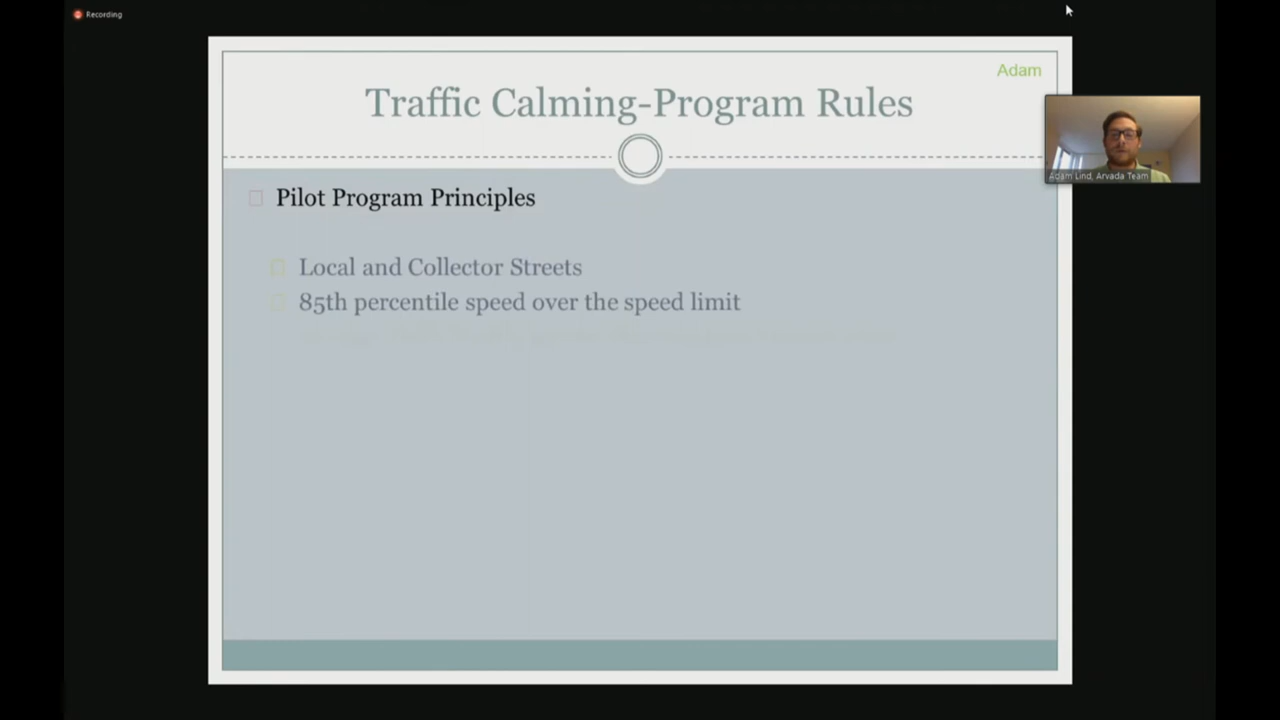 Recording
Adam
Traffic Calming-Program Rules
Adam Lind, Arvada Team
Pilot Program Principles
Local and Collector Streets
85th percentile speed over the speed limit